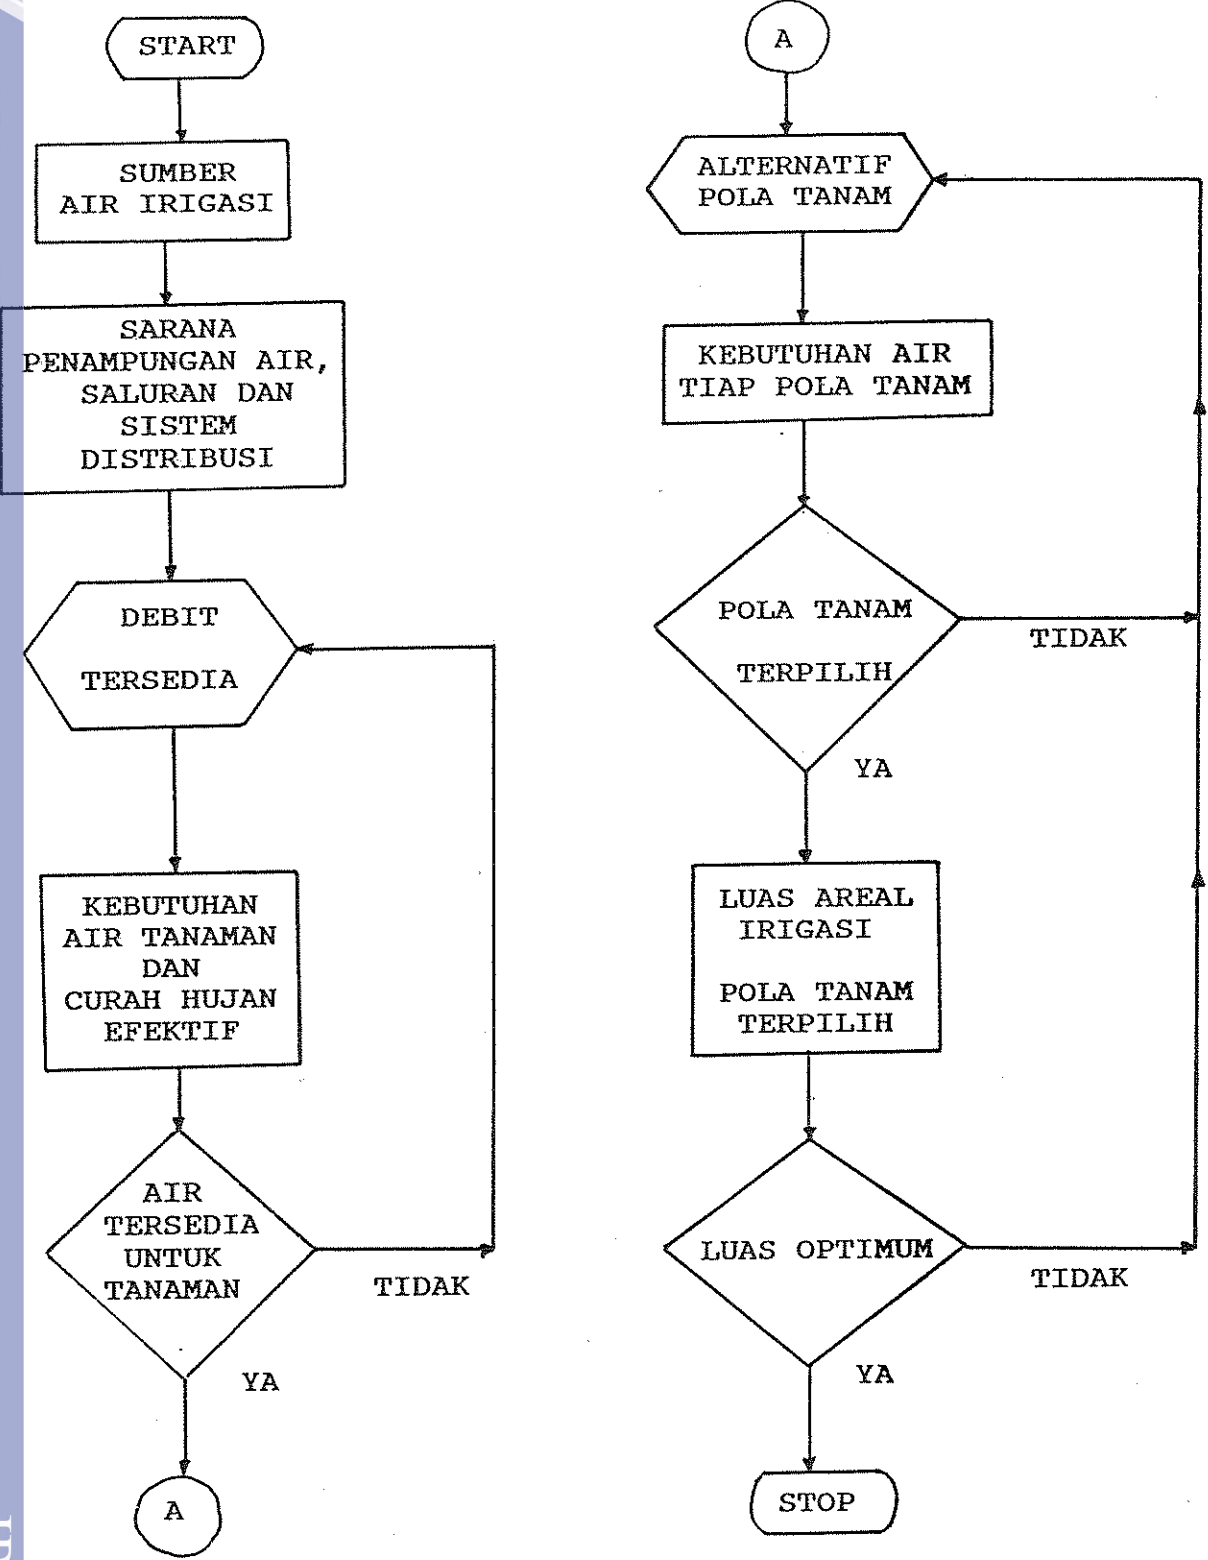 START
SUMBER
AIR IRIGASI
SARANA
PENAMPUNGAN AIR,
SALURAN DAN
SISTEM
DISTRIBUSI
DEBIT
TERSEDIA
KEBUTUHAN
AIR TANAMAN
DAN
CURAH HUJAN
EFEKTIF
AIR
TERSEDIA
UNTUK
TANAMAN
TIDAK
YA
A
A
ALTERNATIF
POLA TANAM
KEBUTUHAN AIR
TIAP POLA TANAM
POLA TANAM
TERPILIH
TIDAK
YA
LUAS AREAL
IRIGASI
POLA TANAM
TERPILIH
LUAS OPTIMUM
TIDAK
YA
STOP